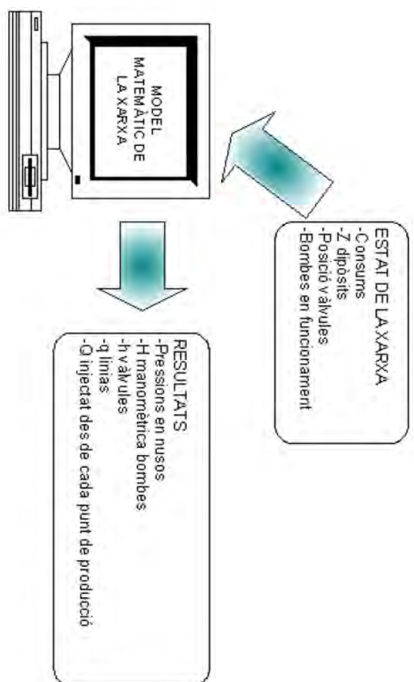 ESTAT DE LA XARXA
-Consums
-Z dipòsits
-Posició vàlvules
-Bombes en funcionament
MODEL
MATEMÀTIC DE
LA XARXA
RESULTATS
-Pressions en nusos
-H manomètrica bombes
-h vàlvules
-q línias
-Q injectat des de cada punt de producció